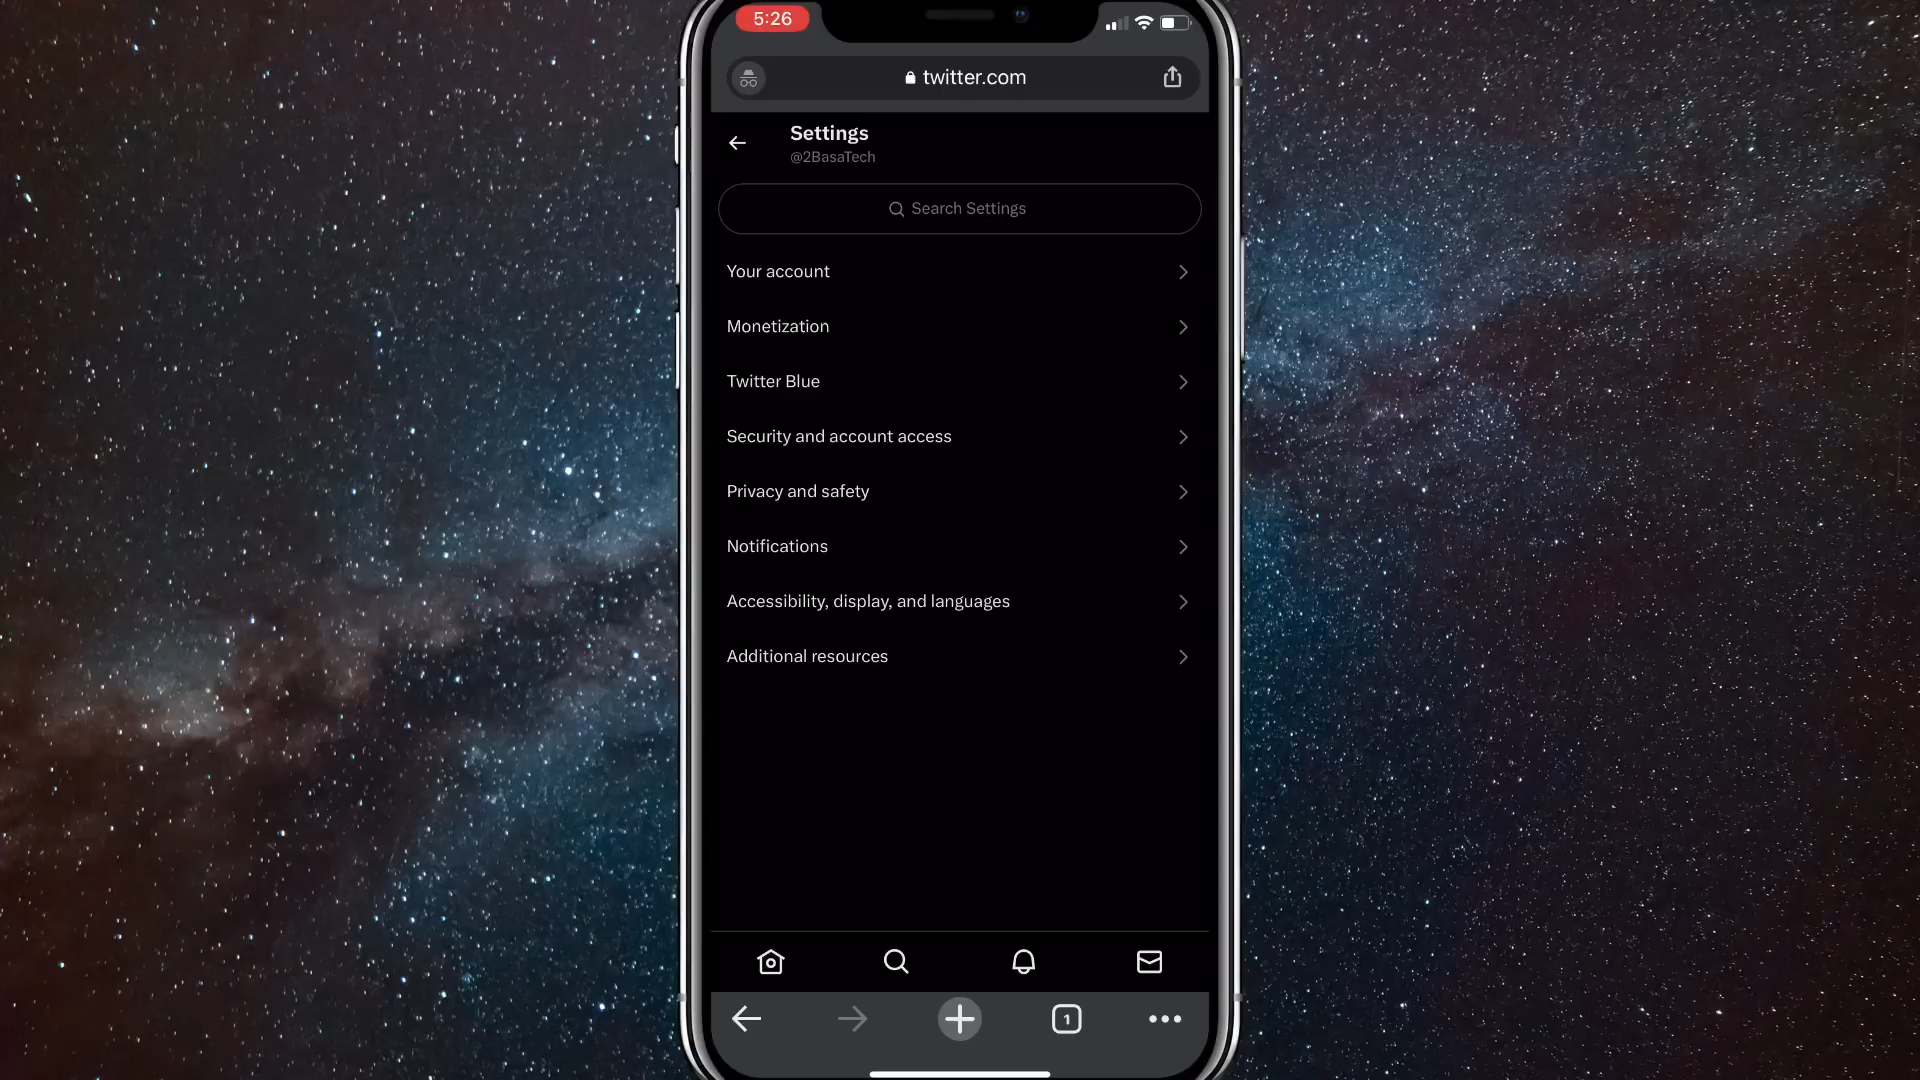 5:26
twitter.com
Settings
@2BasaTech
Search Settings
Your account
Monetization
Twitter Blue
Security and account access
Privacy and safety
Notifications
Accessibility, display, and languages
Additional resources
1